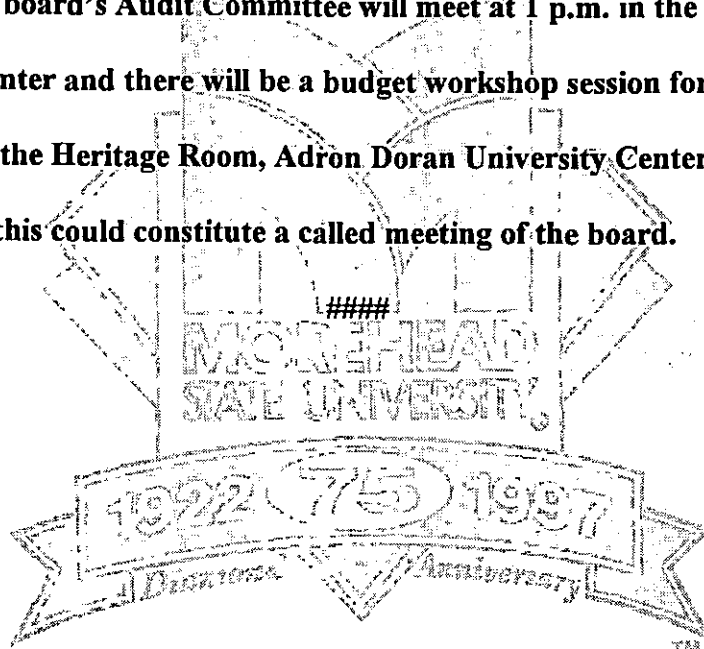 board's Audit Committee will meet at 1 p.m. in the
nter and there will be a budget workshop session for
the Heritage Room, Adron Doran University Center
this could constitute a called meeting of the board.
####
MOREHEAD
STATE UNIVERSITY
1922 75 1997
Diamond Anniversary
TM